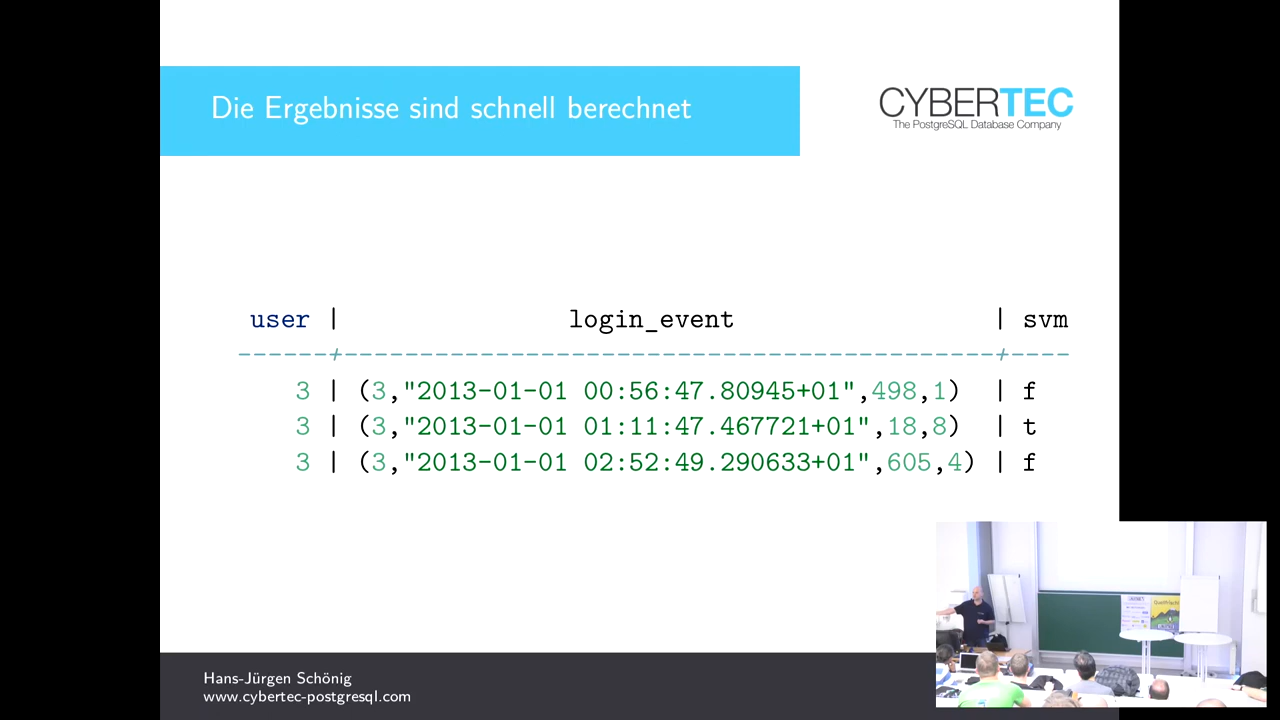 Die Ergebnisse sind schnell berechnet
CYBERTEC
The PostgreSQL Database Company
user | login_event | svm
------+-------------------------------------------+----
3 | (3,"2013-01-01 00:56:47.80945+01",498,1) | f
3 | (3,"2013-01-01 01:11:47.467721+01",18,8) | t
3 | (3,"2013-01-01 02:52:49.290633+01",605,4) | f
Hans-Jürgen Schönig
www.cybertec-postgresql.com